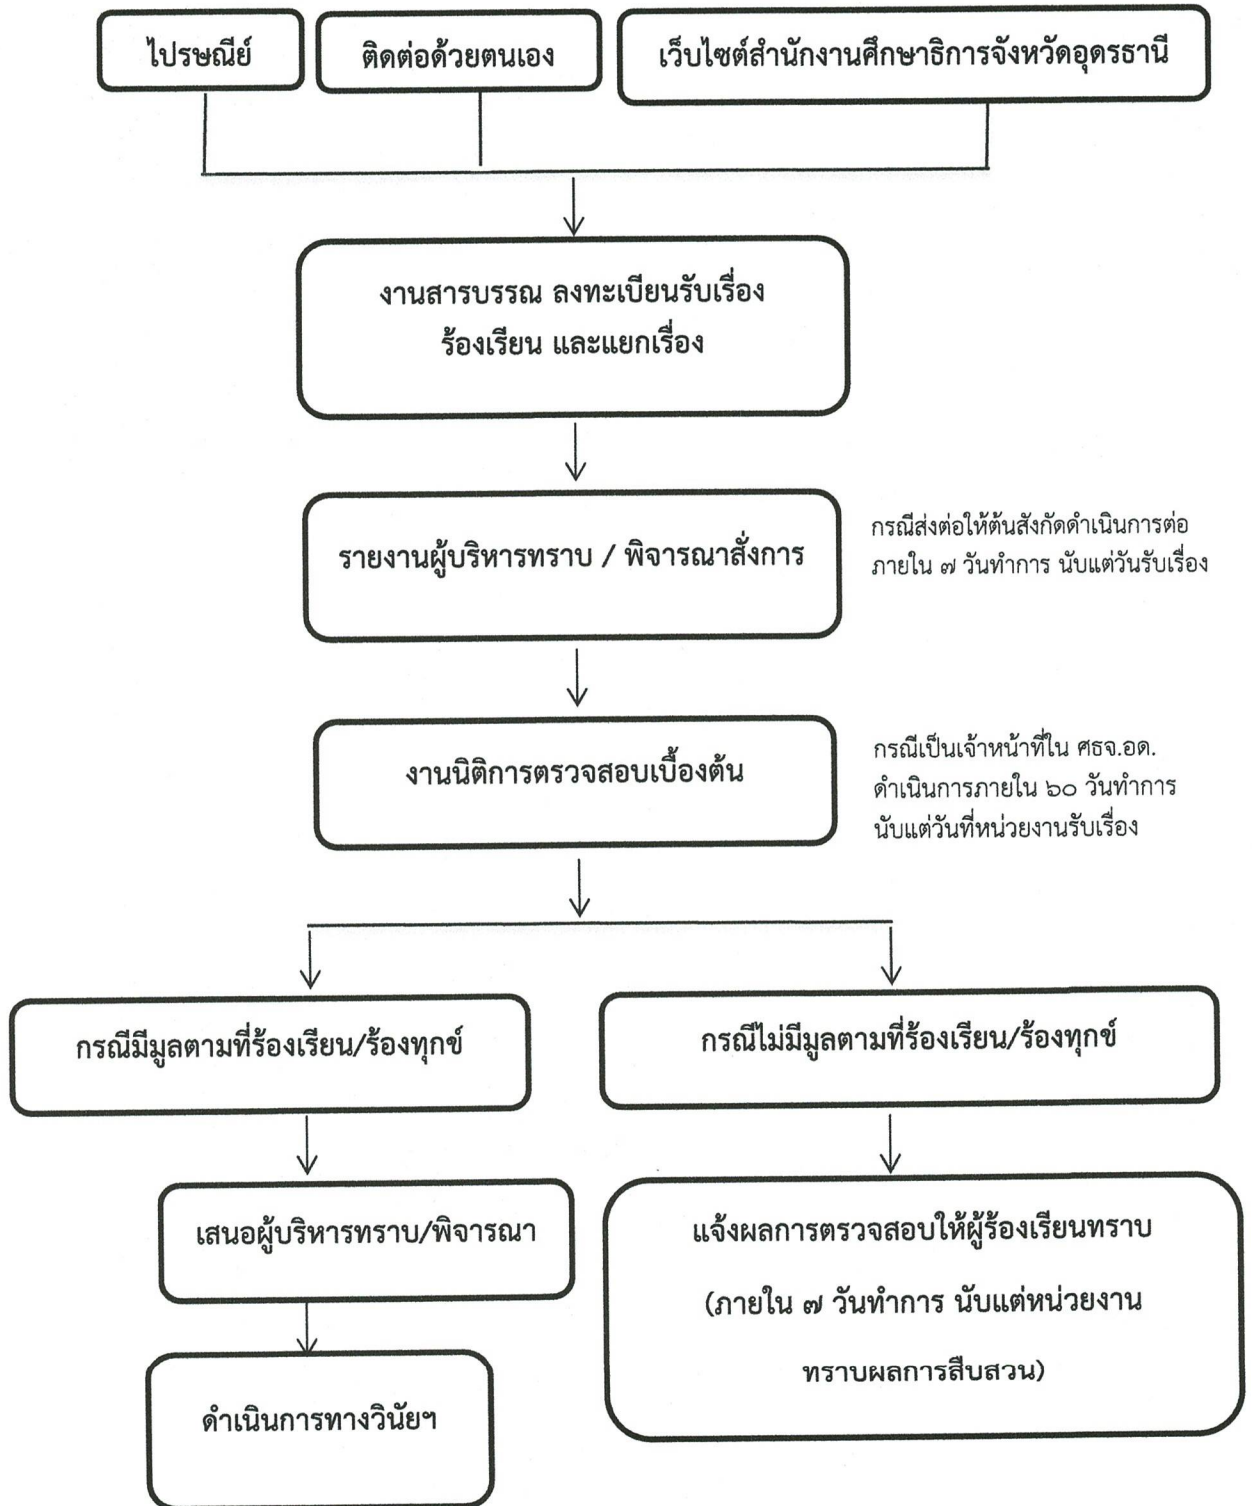 ไปรษณีย์
ติดต่อด้วยตนเอง
เว็บไซต์สำนักงานศึกษาธิการจังหวัดอุดรธานี
งานสารบรรณ ลงทะเบียนรับเรื่อง
ร้องเรียน และแยกเรื่อง
รายงานผู้บริหารทราบ / พิจารณาสั่งการ
กรณีส่งต่อให้ต้นสังกัดดำเนินการต่อ
ภายใน ๗ วันทำการ นับแต่วันรับเรื่อง
งานนิติการตรวจสอบเบื้องต้น
กรณีเป็นเจ้าหน้าที่ใน ศธจ.อด.
ดำเนินการภายใน ๖๐ วันทำการ
นับแต่วันที่หน่วยงานรับเรื่อง
กรณีมีมูลตามที่ร้องเรียน/ร้องทุกข์
กรณีไม่มีมูลตามที่ร้องเรียน/ร้องทุกข์
เสนอผู้บริหารทราบ/พิจารณา
ดำเนินการทางวินัยฯ
แจ้งผลการตรวจสอบให้ผู้ร้องเรียนทราบ
(ภายใน ๗ วันทำการ นับแต่หน่วยงาน
ทราบผลการสืบสวน)